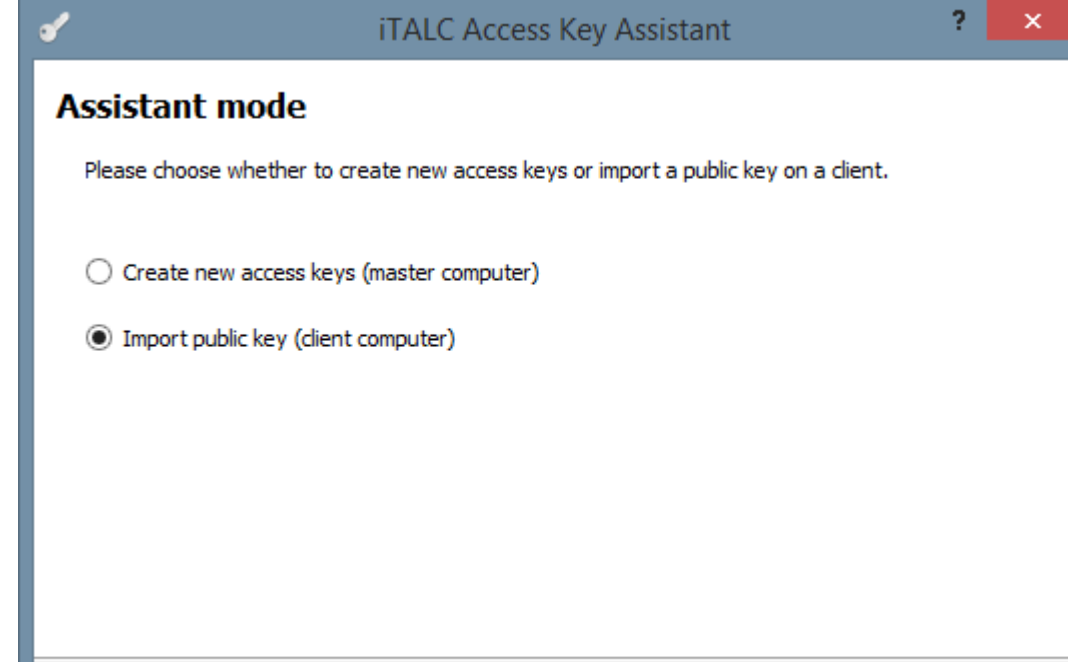 iTALC Access Key Assistant
?
Assistant mode
Please choose whether to create new access keys or import a public key on a client.
Create new access keys (master computer)
Import public key (client computer)